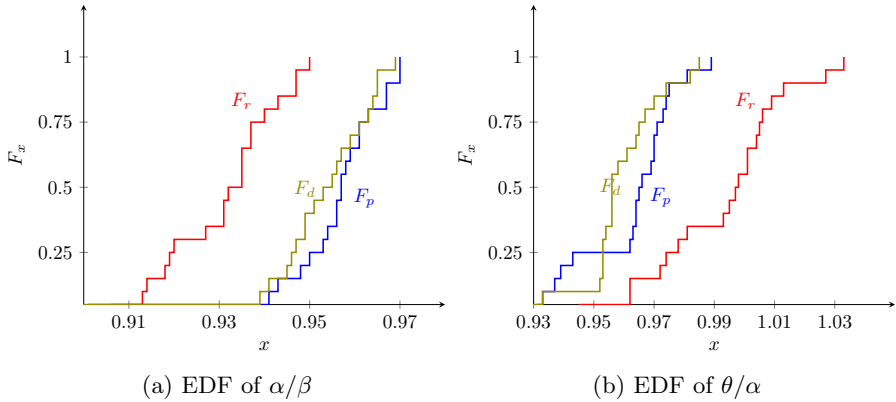 1
0.75
0.5
0.25
F_x
F_r
F_d
F_p
0.91 0.93 0.95 0.97
x
(a) EDF of α/β
1
0.75
0.5
0.25
F_x
F_r
F_d
F_p
0.93 0.95 0.97 0.99 1.01 1.03
x
(b) EDF of θ/α